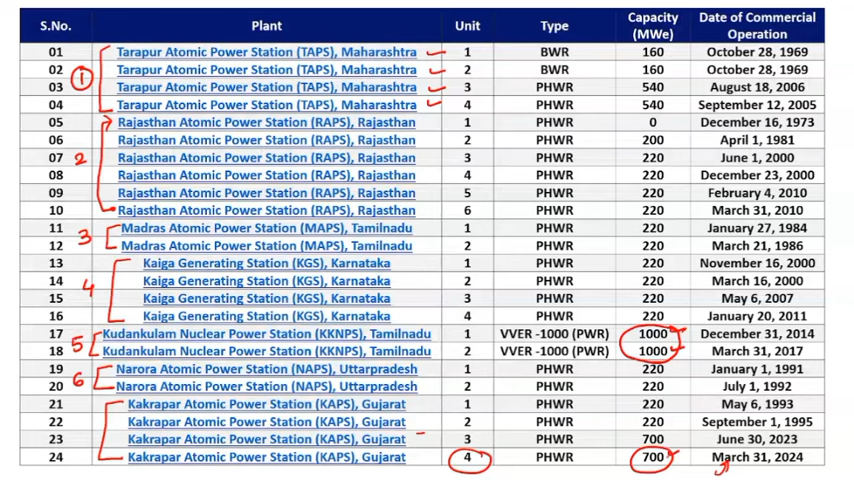 S.No. Plant Unit Type Capacity (MWe) Date of Commercial Operation
01 Tarapur Atomic Power Station (TAPS), Maharashtra 1 BWR 160 October 28, 1969
02 Tarapur Atomic Power Station (TAPS), Maharashtra 2 BWR 160 October 28, 1969
03 Tarapur Atomic Power Station (TAPS), Maharashtra 3 PHWR 540 August 18, 2006
04 Tarapur Atomic Power Station (TAPS), Maharashtra 4 PHWR 540 September 12, 2005
05 Rajasthan Atomic Power Station (RAPS), Rajasthan 1 PHWR 0 December 16, 1973
06 Rajasthan Atomic Power Station (RAPS), Rajasthan 2 PHWR 200 April 1, 1981
07 Rajasthan Atomic Power Station (RAPS), Rajasthan 3 PHWR 220 June 1, 2000
08 Rajasthan Atomic Power Station (RAPS), Rajasthan 4 PHWR 220 December 23, 2000
09 Rajasthan Atomic Power Station (RAPS), Rajasthan 5 PHWR 220 February 4, 2010
10 Rajasthan Atomic Power Station (RAPS), Rajasthan 6 PHWR 220 March 31, 2010
11 Madras Atomic Power Station (MAPS), Tamilnadu 1 PHWR 220 January 27, 1984
12 Madras Atomic Power Station (MAPS), Tamilnadu 2 PHWR 220 March 21, 1986
13 Kaiga Generating Station (KGS), Karnataka 1 PHWR 220 November 16, 2000
14 Kaiga Generating Station (KGS), Karnataka 2 PHWR 220 March 16, 2000
15 Kaiga Generating Station (KGS), Karnataka 3 PHWR 220 May 6, 2007
16 Kaiga Generating Station (KGS), Karnataka 4 PHWR 220 January 20, 2011
17 Kudankulam Nuclear Power Station (KKNPS), Tamilnadu 1 VVER -1000 (PWR) 1000 December 31, 2014
18 Kudankulam Nuclear Power Station (KKNPS), Tamilnadu 2 VVER -1000 (PWR) 1000 March 31, 2017
19 Narora Atomic Power Station (NAPS), Uttarpradesh 1 PHWR 220 January 1, 1991
20 Narora Atomic Power Station (NAPS), Uttarpradesh 2 PHWR 220 July 1, 1992
21 Kakrapar Atomic Power Station (KAPS), Gujarat 1 PHWR 220 May 6, 1993
22 Kakrapar Atomic Power Station (KAPS), Gujarat 2 PHWR 220 September 1, 1995
23 Kakrapar Atomic Power Station (KAPS), Gujarat 3 PHWR 700 June 30, 2023
24 Kakrapar Atomic Power Station (KAPS), Gujarat 4 PHWR 700 March 31, 2024
1
2
3
4
5
6